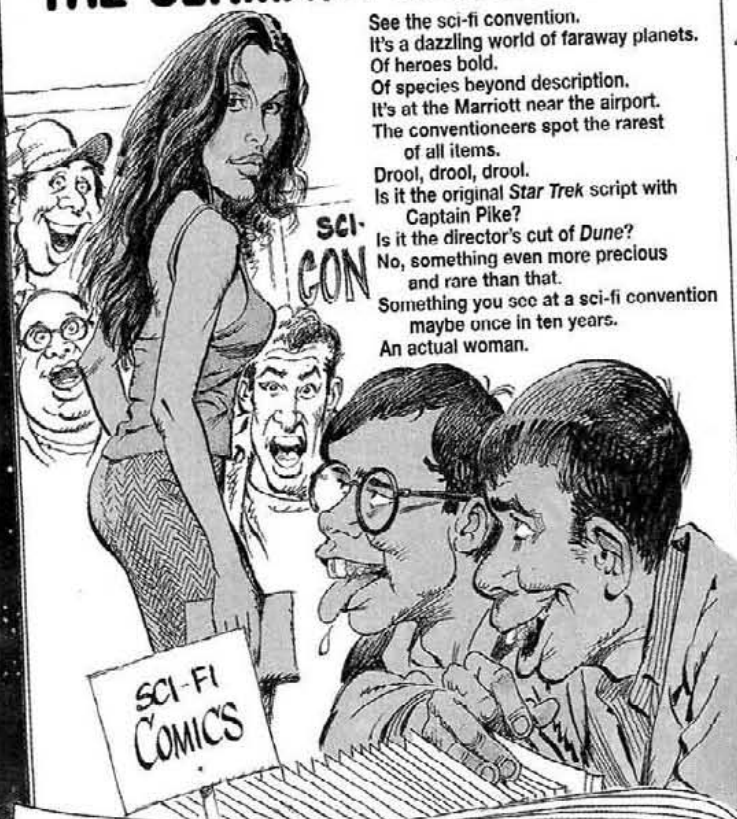 THE
See the sci-fi convention.
It's a dazzling world of faraway planets.
Of heroes bold.
Of species beyond description.
It's at the Marriott near the airport.
The conventioneers spot the rarest
of all items.
Drool, drool, drool.
Is it the original Star Trek script with
Captain Pike?
Is it the director's cut of Dune?
No, something even more precious
and rare than that.
Something you see at a sci-fi convention
maybe once in ten years.
An actual woman.
SCI-
CON
SCI-FI
COMICS